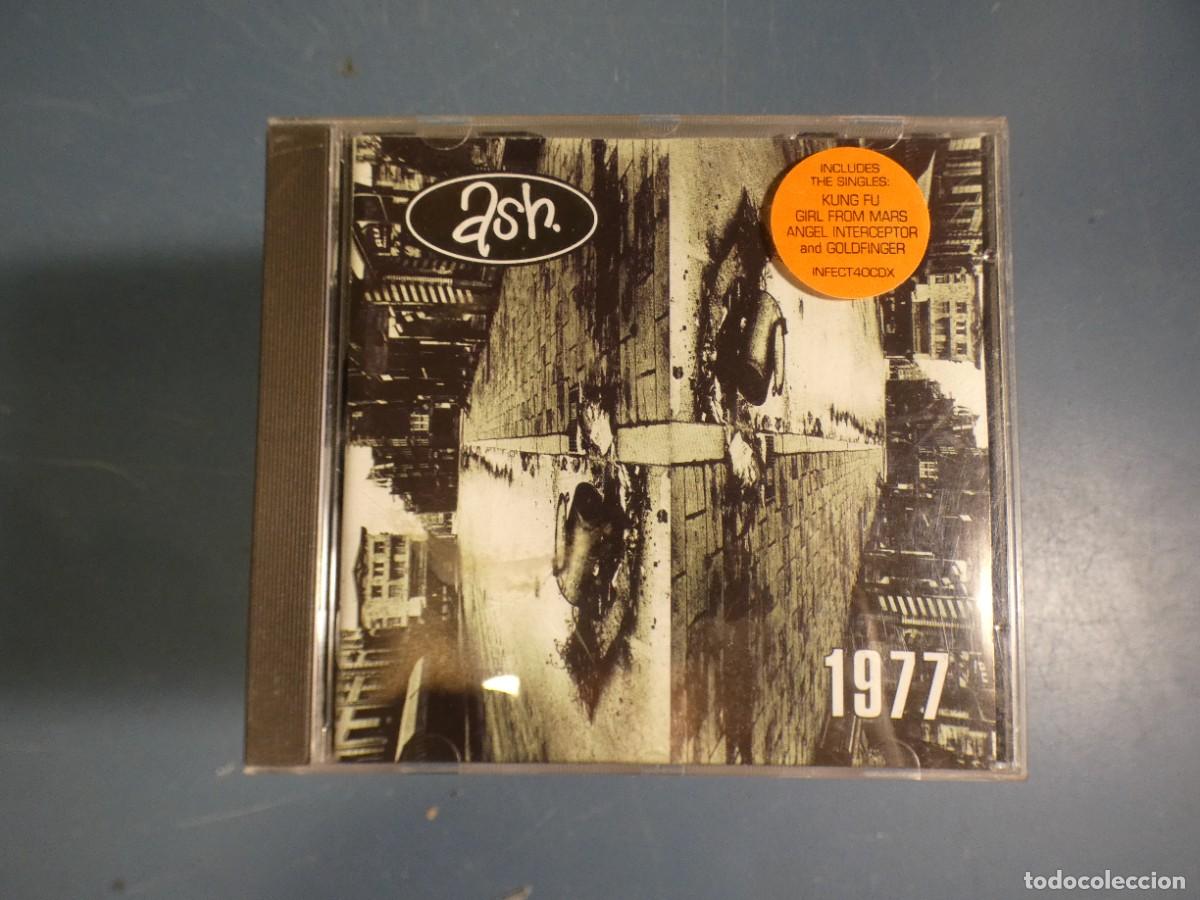 ash.
INCLUDES
THE SINGLES:
KUNG FU
GIRL FROM MARS
ANGEL INTERCEPTOR
and GOLDFINGER
INFECT40CDX
1977
todocoleccion